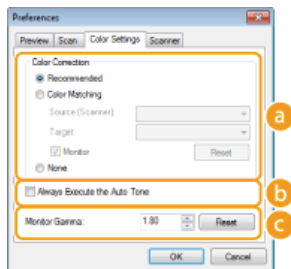 Preferences
Preview Scan Color Settings Scanner
Color Correction
Recommended
Color Matching
Source (Scanner)
Target
Monitor Reset
None
a
Always Execute the Auto Tone
b
Monitor Gamma: 1.80 Reset
c
OK Cancel